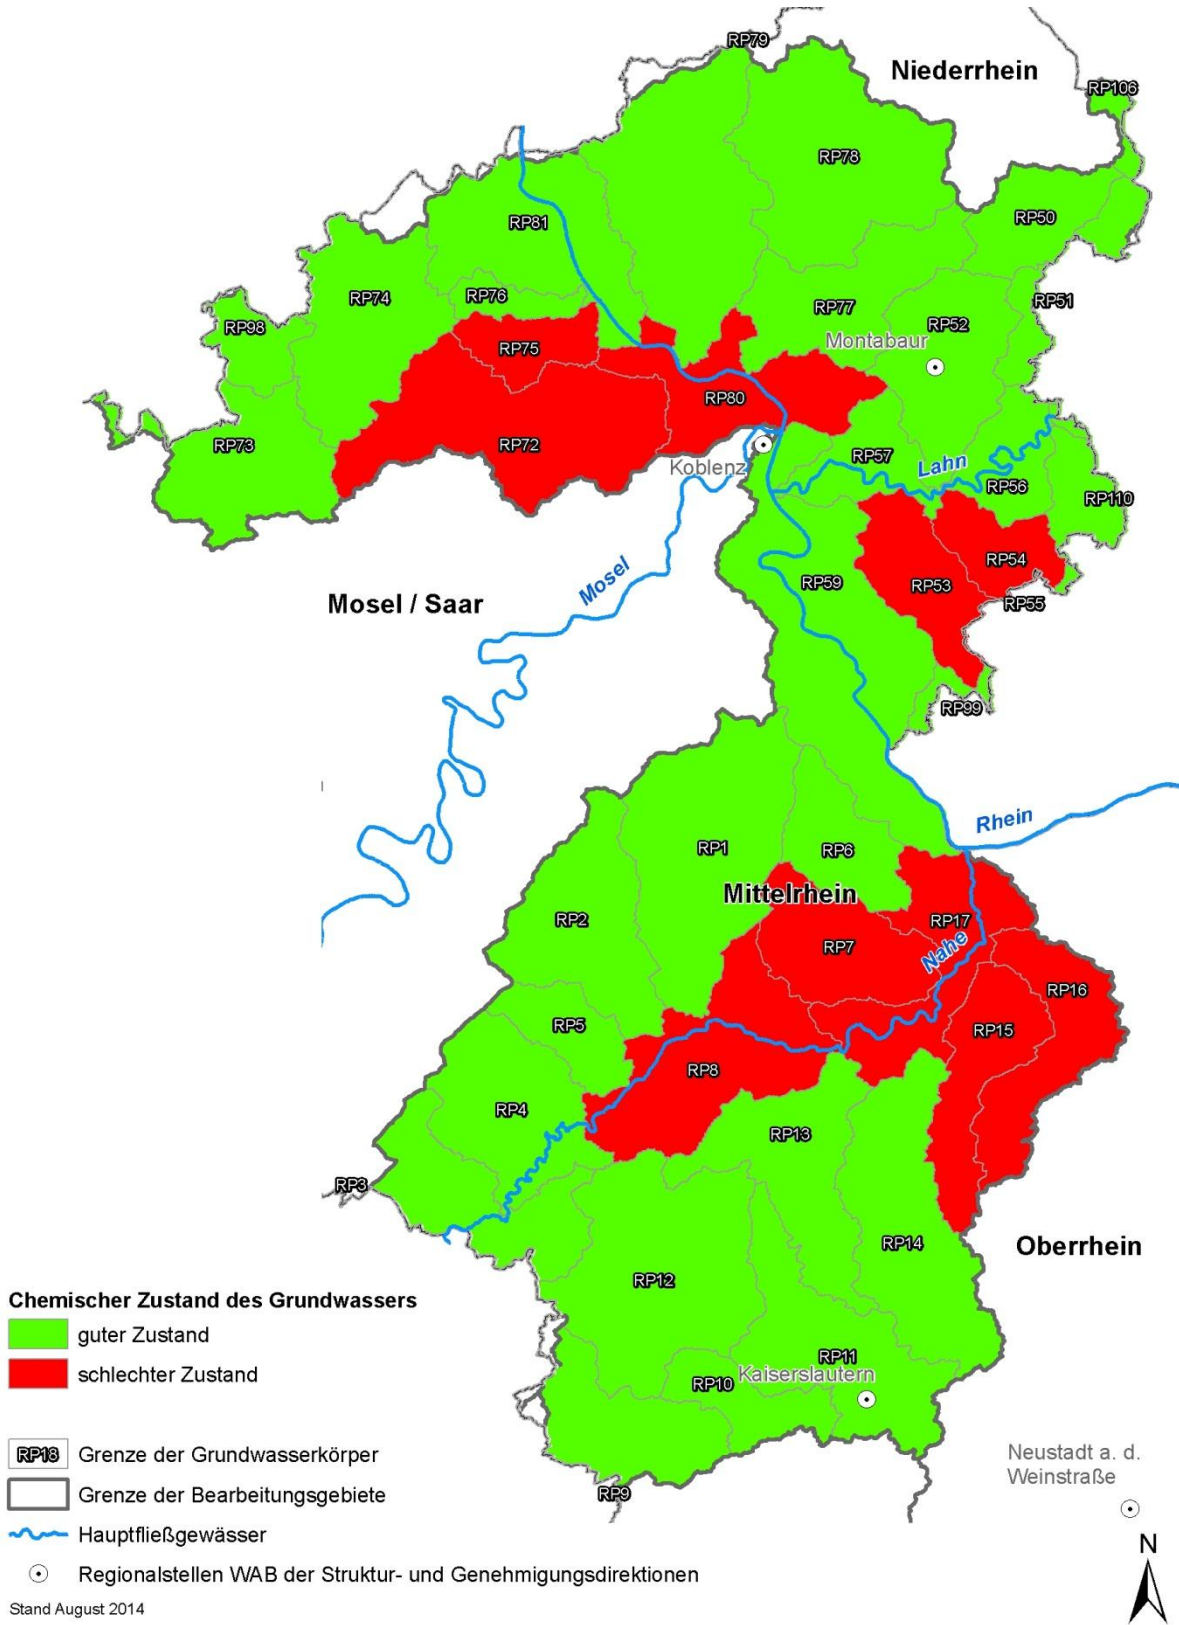 RP79
Niederrhein
RP106
RP78
RP50
RP81
RP74
RP76
RP77
RP51
RP98
RP52
RP75
Montabaur
RP80
RP73
RP72
RP57
Koblenz
Lahn
RP56
RP110
RP54
Mosel
RP59
RP53
Mosel / Saar
RP55
RP99
Rhein
RP1
RP6
Mittelrhein
RP2
RP17
RP7
Nahe
RP16
RP5
RP15
RP8
RP4
RP13
RP3
RP14
Oberrhein
RP12
RP11
Kaiserslautern
RP10
RP9
Chemischer Zustand des Grundwassers
guter Zustand
schlechter Zustand
RP18 Grenze der Grundwasserkörper
Grenze der Bearbeitungsgebiete
Hauptfließgewässer
Regionalstellen WAB der Struktur- und Genehmigungsdirektionen
Stand August 2014
Neustadt a. d.
Weinstraße
N